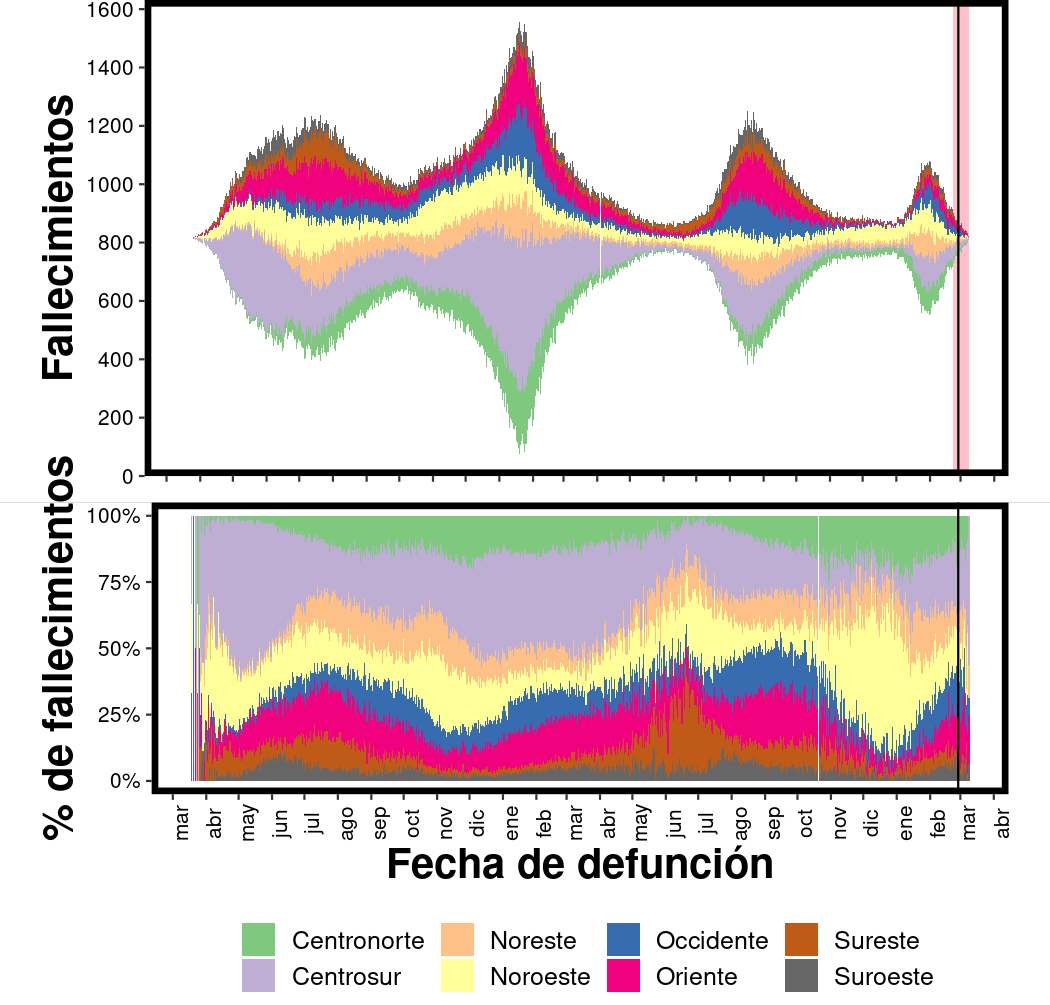 Fallecimientos
1600
1400
1200
1000
800
600
400
200
0
% de fallecimientos
100%
75%
50%
25%
0%
mar abr may jun jul ago sep oct nov dic ene feb mar abr may jun jul ago sep oct nov dic ene feb mar abr
Fecha de defunción
Centronorte Noreste Occidente Sureste
Centrosur Noroeste Oriente Suroeste